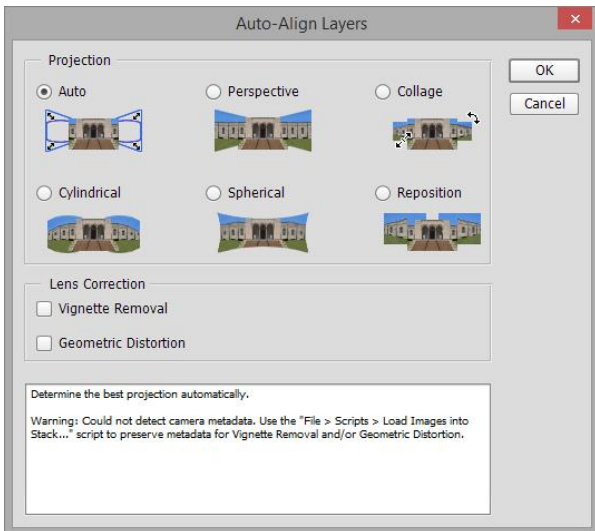 Auto-Align Layers
Projection
Auto
Perspective
Collage
Cylindrical
Spherical
Reposition
OK
Cancel
Lens Correction
Vignette Removal
Geometric Distortion
Determine the best projection automatically.
Warning: Could not detect camera metadata. Use the "File > Scripts > Load Images into
Stack..." script to preserve metadata for Vignette Removal and/or Geometric Distortion.